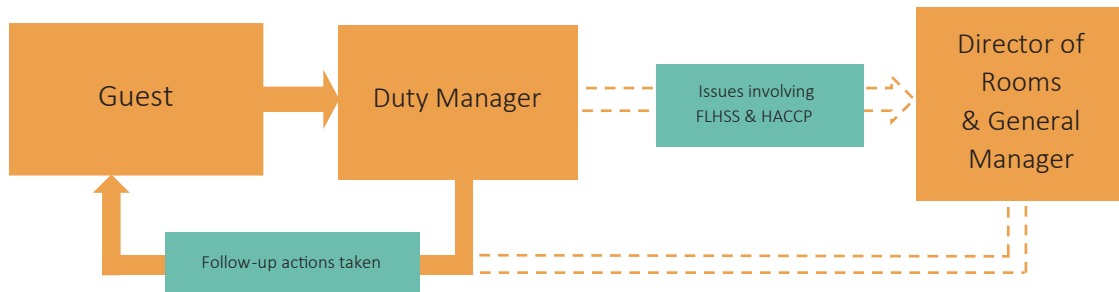 Guest
Duty Manager
Issues involving
FLHSS & HACCP
Director of
Rooms
& General
Manager
Follow-up actions taken